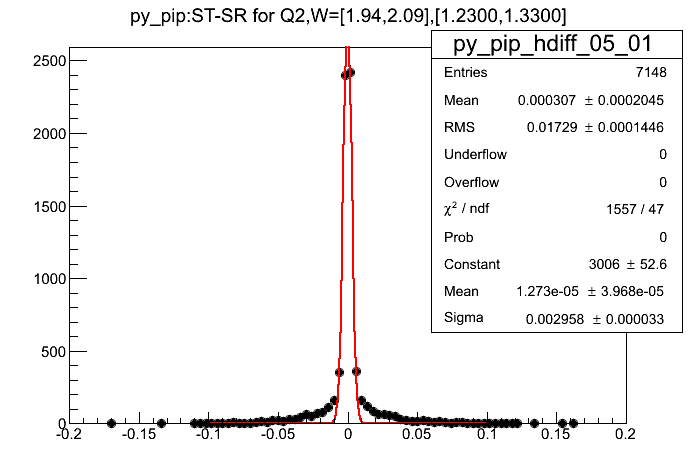 py_pip:ST-SR for Q2,W=[1.94,2.09],[1.2300,1.3300]
py_pip_hdiff_05_01
Entries 7148
Mean 0.000307 ± 0.0002045
RMS 0.01729 ± 0.0001446
Underflow 0
Overflow 0
χ² / ndf 1557 / 47
Prob 0
Constant 3006 ± 52.6
Mean 1.273e-05 ± 3.968e-05
Sigma 0.002958 ± 0.000033
2500
2000
1500
1000
500
0
-0.2 -0.15 -0.1 -0.05 0 0.05 0.1 0.15 0.2